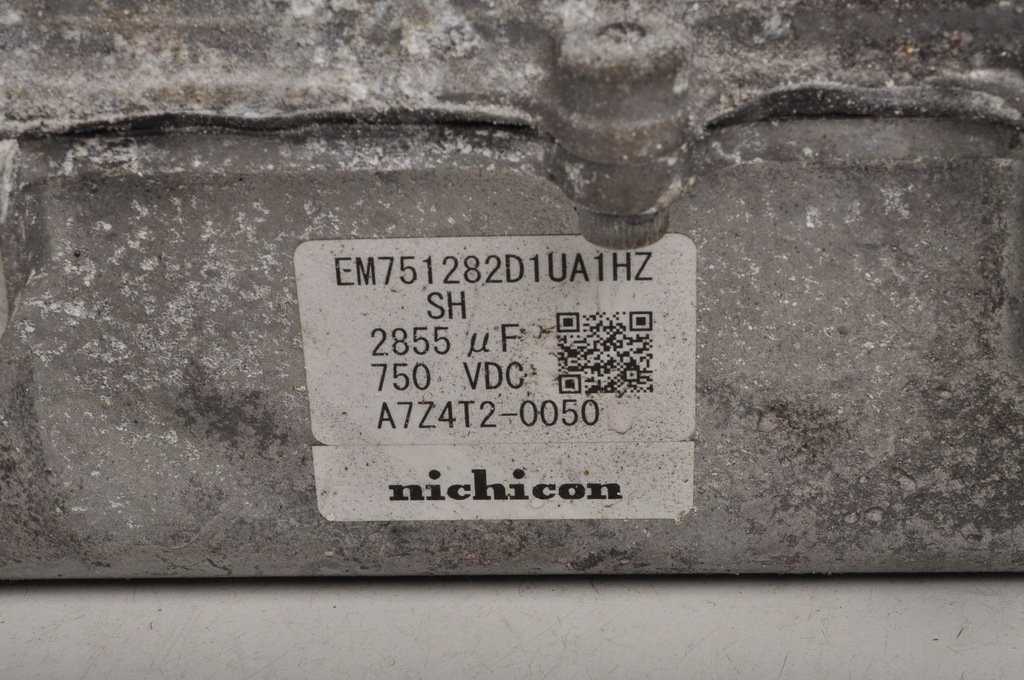 EM751282D1UA1HZ
SH
2855 μF
750 VDC
A7Z4T2-0050
nichicon